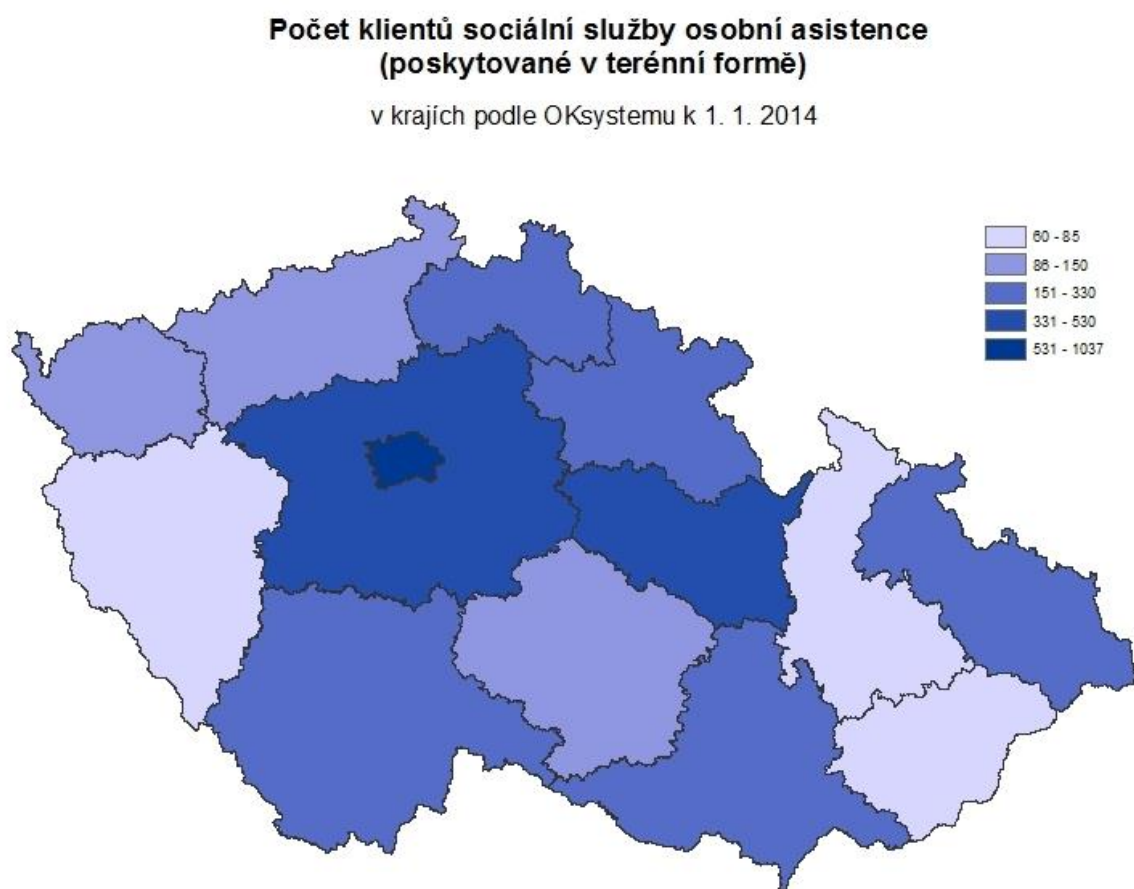 Počet klientů sociální služby osobní asistence
(poskytované v terénní formě)
v krajích podle OKsystemu k 1. 1. 2014
60 - 85
86 - 150
151 - 330
331 - 530
531 - 1037